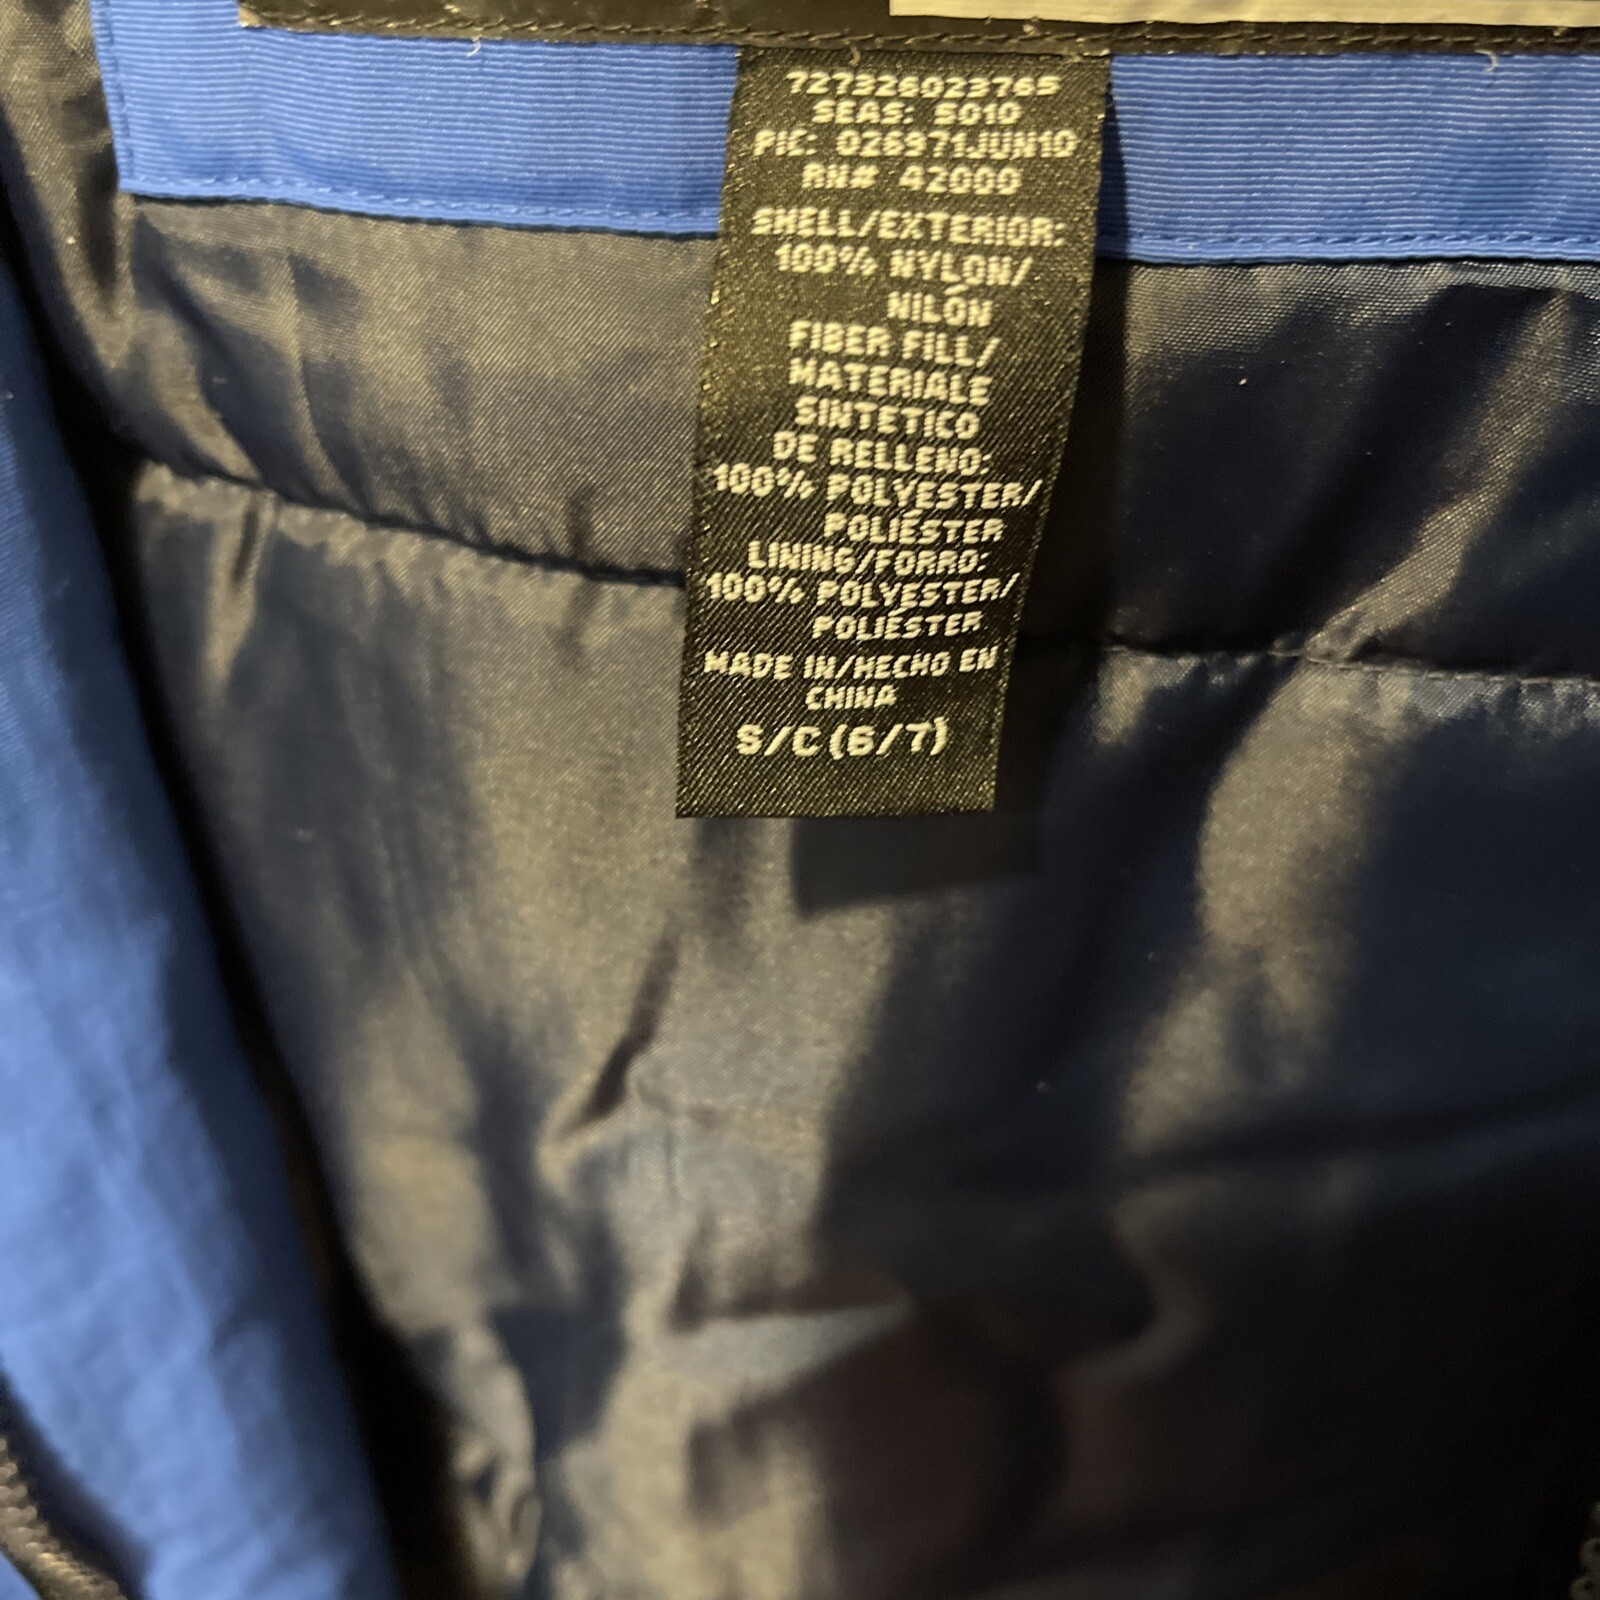 727326023765
SEAS: S010
PIC: 026971JUN10
RN# 42000
SHELL/EXTERIOR:
100% NYLON/
NILÓN
FIBER FILL/
MATERIALE
SINTETICO
DE RELLENO:
100% POLYESTER/
POLIÉSTER
LINING/FORRO:
100% POLYESTER/
POLIÉSTER
MADE IN/HECHO EN
CHINA
S/C (6/7)